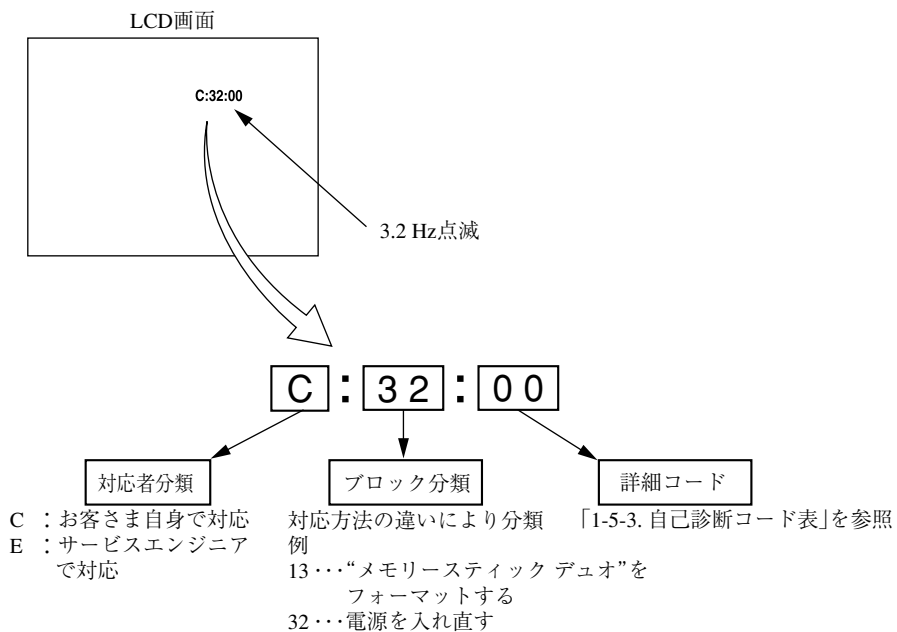 LCD画面
C:32:00
3.2 Hz点滅
C : 32 : 00
対応者分類
ブロック分類
詳細コード
C ：お客さま自身で対応
E ：サービスエンジニア
で対応
対応方法の違いにより分類
例
13 ･･･“メモリースティック デュオ”を
フォーマットする
32 ･･･電源を入れ直す
「1-5-3. 自己診断コード表」を参照